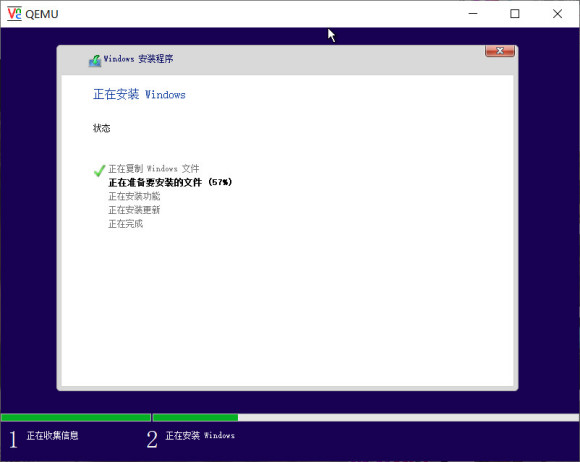 QEMU
Windows 安装程序
正在安装 Windows
状态
正在复制 Windows 文件
正在准备要安装的文件 (57%)
正在安装功能
正在安装更新
正在完成
1 正在收集信息 2 正在安装 Windows